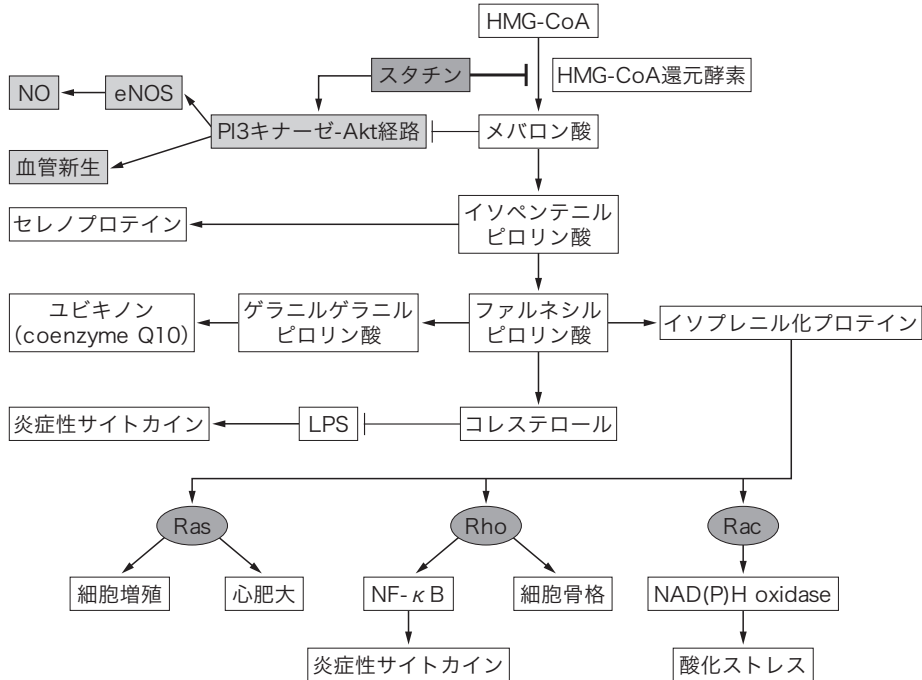 HMG-CoA
スタチン
HMG-CoA還元酵素
NO
eNOS
PI3キナーゼ-Akt経路
メバロン酸
血管新生
セレノプロテイン
イソペンテニル
ピロリン酸
ユビキノン
(coenzyme Q10)
ゲラニルゲラニル
ピロリン酸
ファルネシル
ピロリン酸
イソプレニル化プロテイン
炎症性サイトカイン
LPS
コレステロール
Ras
Rho
Rac
細胞増殖
心肥大
NF-κB
細胞骨格
NAD(P)H oxidase
炎症性サイトカイン
酸化ストレス